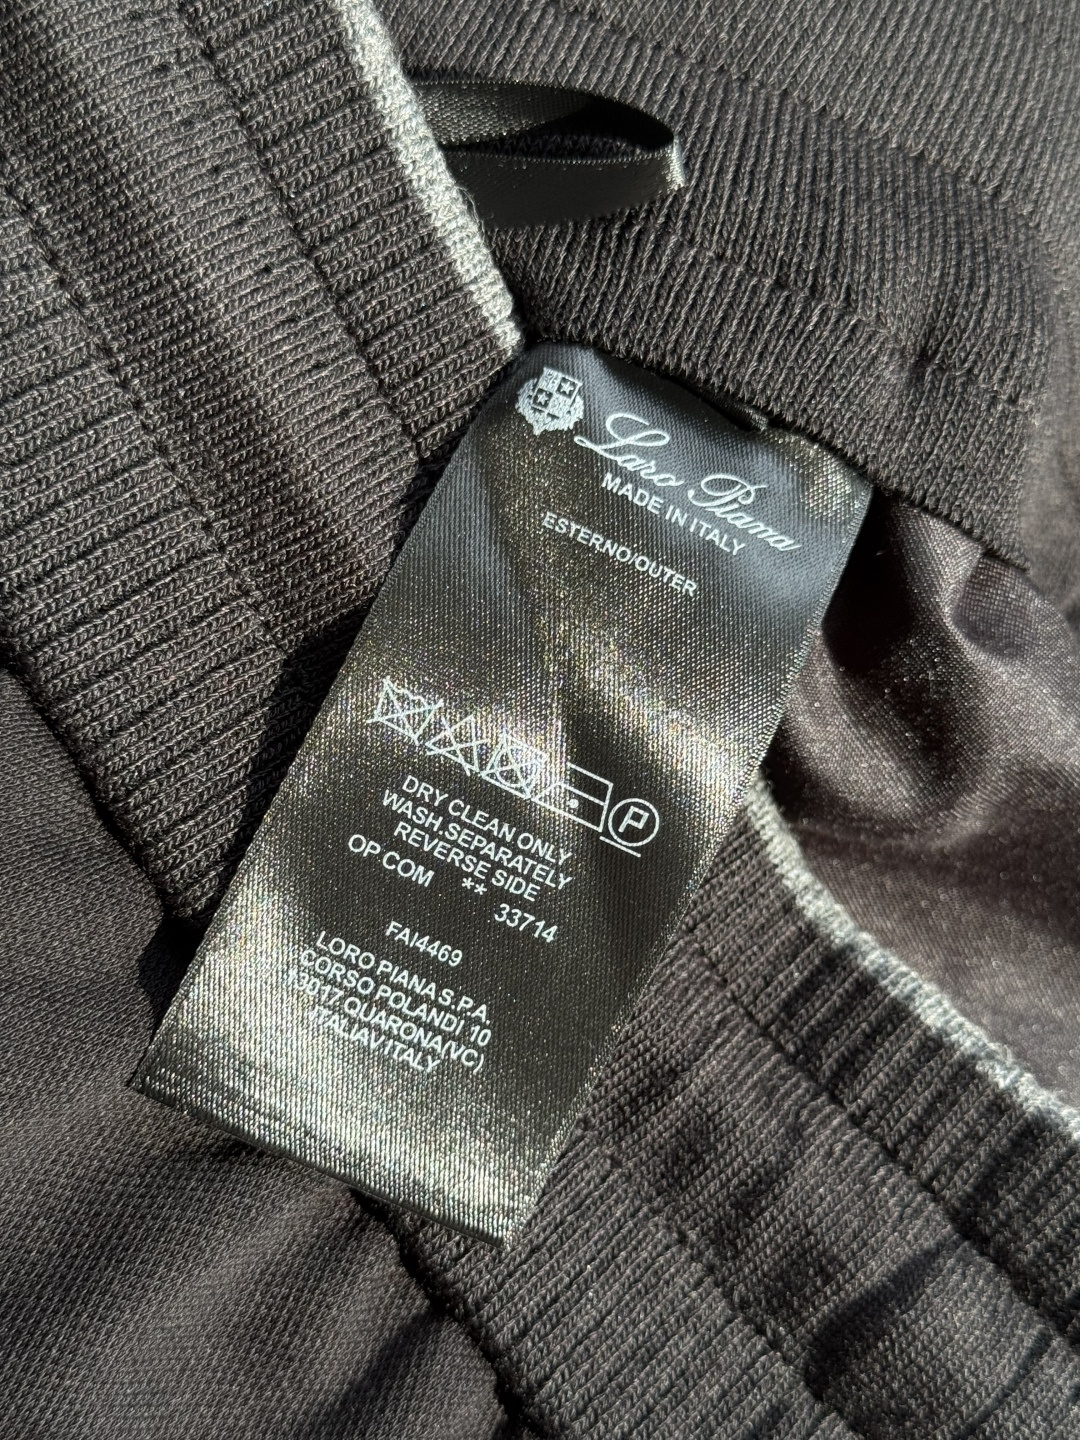 Loro Piana
MADE IN ITALY
ESTERNO/OUTER
P
DRY CLEAN ONLY
WASH SEPARATELY
REVERSE SIDE
OP COM ** 33714
FAI4469
LORO PIANA S.P.A.
CORSO POLANDI 10
13017 QUARONA(VC)
ITALIA\ITALY